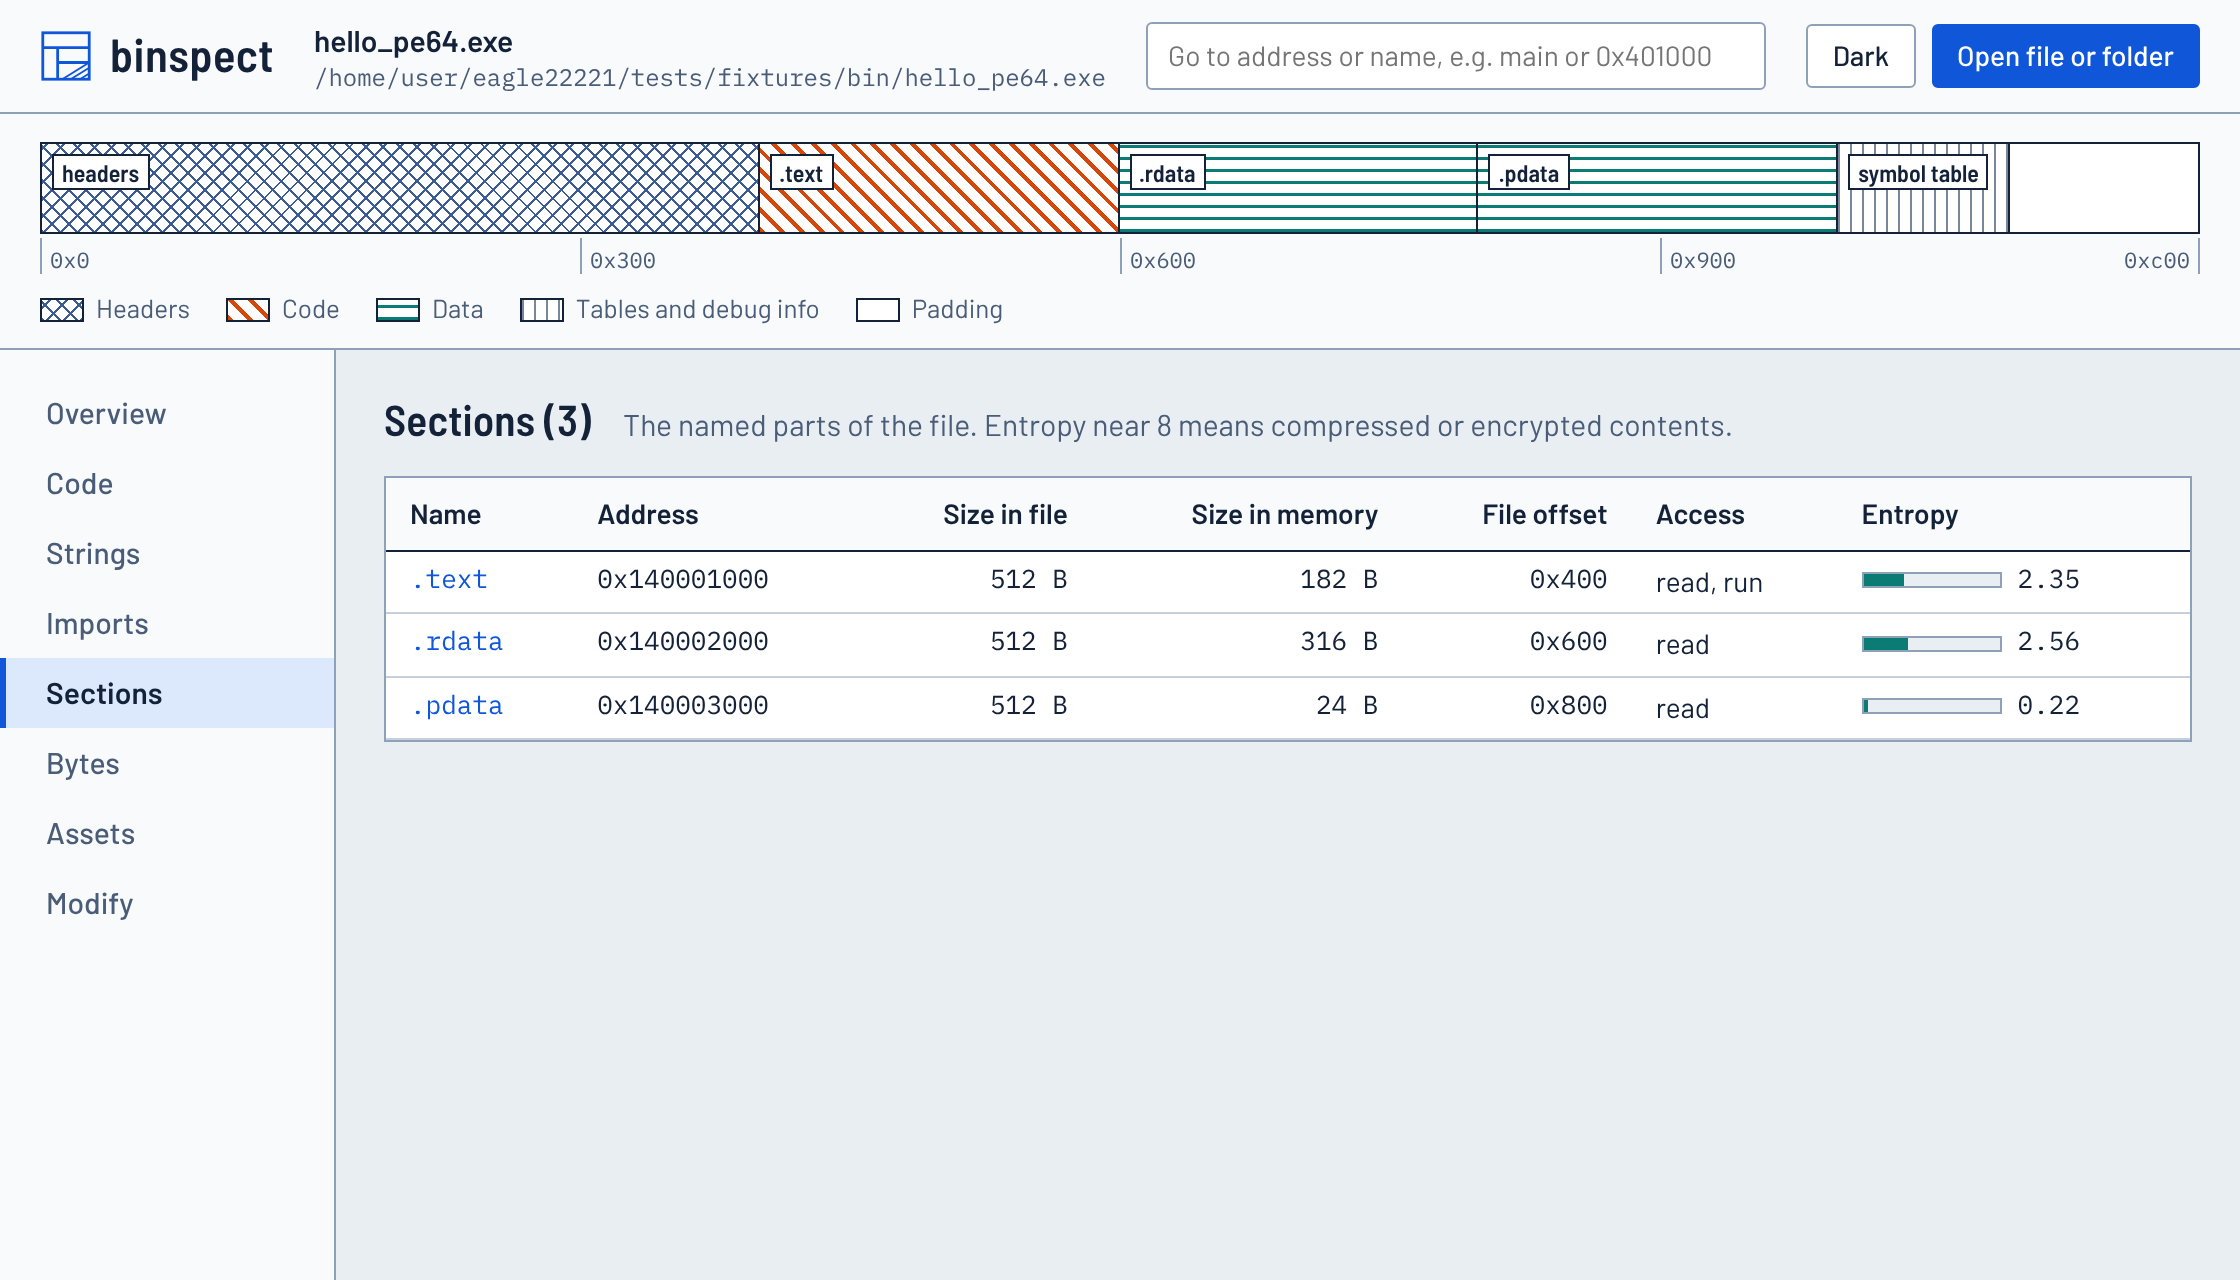 binspect
hello_pe64.exe
/home/user/eagle22221/tests/fixtures/bin/hello_pe64.exe
Go to address or name, e.g. main or 0x401000
Dark
Open file or folder
headers
.text
.rdata
.pdata
symbol table
0x0
0x300
0x600
0x900
0xc00
Headers
Code
Data
Tables and debug info
Padding
Overview
Code
Strings
Imports
Sections
Bytes
Assets
Modify
Sections (3)
The named parts of the file. Entropy near 8 means compressed or encrypted contents.
Name Address Size in file Size in memory File offset Access Entropy
.text 0x140001000 512 B 182 B 0x400 read, run 2.35
.rdata 0x140002000 512 B 316 B 0x600 read 2.56
.pdata 0x140003000 512 B 24 B 0x800 read 0.22